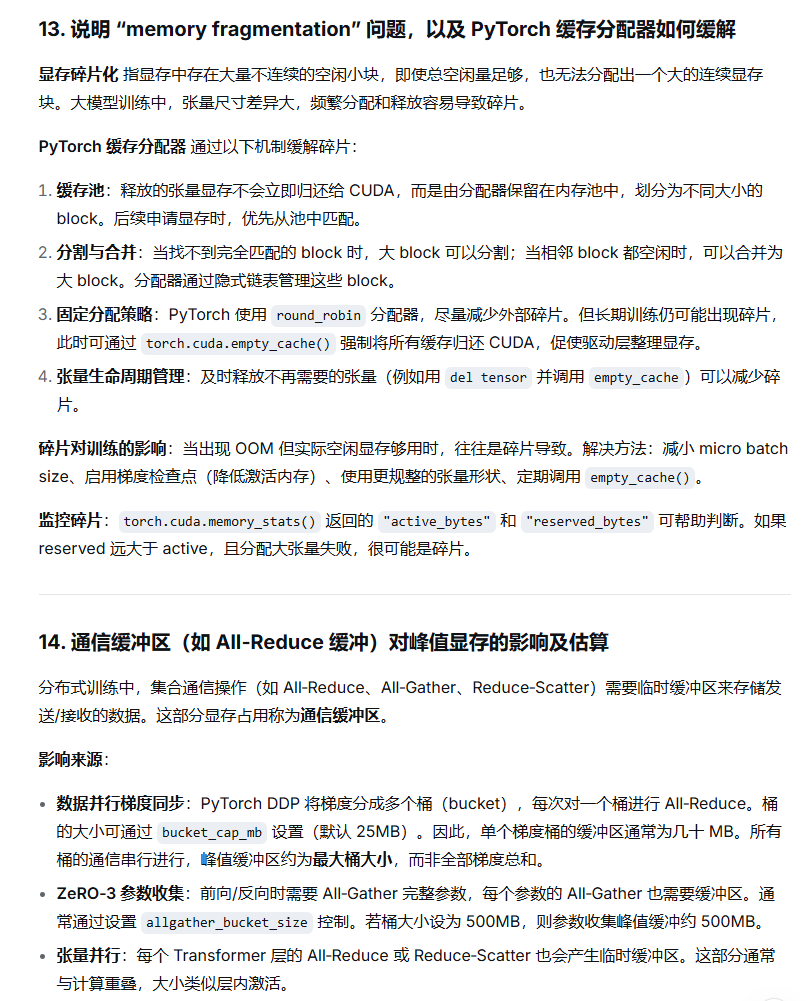 13. 说明 “memory fragmentation” 问题，以及 PyTorch 缓存分配器如何缓解
显存碎片化 指显存中存在大量不连续的空闲小块，即使总空闲量足够，也无法分配出一个大的连续显存
块。大模型训练中，张量尺寸差异大，频繁分配和释放容易导致碎片。
PyTorch 缓存分配器 通过以下机制缓解碎片：
1. 缓存池：释放的张量显存不会立即归还给 CUDA，而是由分配器保留在内存池中，划分为不同大小的
block。后续申请显存时，优先从池中匹配。
2. 分割与合并：当找不到完全匹配的 block 时，大 block 可以分割；当相邻 block 都空闲时，可以合并为
大 block。分配器通过隐式链表管理这些 block。
3. 固定分配策略：PyTorch 使用 round_robin 分配器，尽量减少外部碎片。但长期训练仍可能出现碎片，
此时可通过 torch.cuda.empty_cache() 强制将所有缓存归还 CUDA，促使驱动层整理显存。
4. 张量生命周期管理：及时释放不再需要的张量（例如用 del tensor 并调用 empty_cache）可以减少碎
片。
碎片对训练的影响：当出现 OOM 但实际空闲显存够用时，往往是碎片导致。解决方法：减小 micro batch
size、启用梯度检查点（降低激活内存）、使用更规整的张量形状、定期调用 empty_cache()。
监控碎片：torch.cuda.memory_stats() 返回的 "active_bytes" 和 "reserved_bytes" 可帮助判断。如果
reserved 远大于 active，且分配大张量失败，很可能是碎片。
14. 通信缓冲区（如 All-Reduce 缓冲）对峰值显存的影响及估算
分布式训练中，集合通信操作（如 All-Reduce、All-Gather、Reduce-Scatter）需要临时缓冲区来存储发
送/接收的数据。这部分显存占用称为通信缓冲区。
影响来源：
• 数据并行梯度同步：PyTorch DDP 将梯度分成多个桶（bucket），每次对一个桶进行 All-Reduce。桶
的大小可通过 bucket_cap_mb 设置（默认 25MB）。因此，单个梯度桶的缓冲区通常为几十 MB。所有
桶的通信串行进行，峰值缓冲区约为最大桶大小，而非全部梯度总和。
• ZeRO-3 参数收集：前向/反向时需要 All-Gather 完整参数，每个参数的 All-Gather 也需要缓冲区。通
常通过设置 allgather_bucket_size 控制。若桶大小设为 500MB，则参数收集峰值缓冲约 500MB。
• 张量并行：每个 Transformer 层的 All-Reduce 或 Reduce-Scatter 也会产生临时缓冲区。这部分通常
与计算重叠，大小类似层内激活。